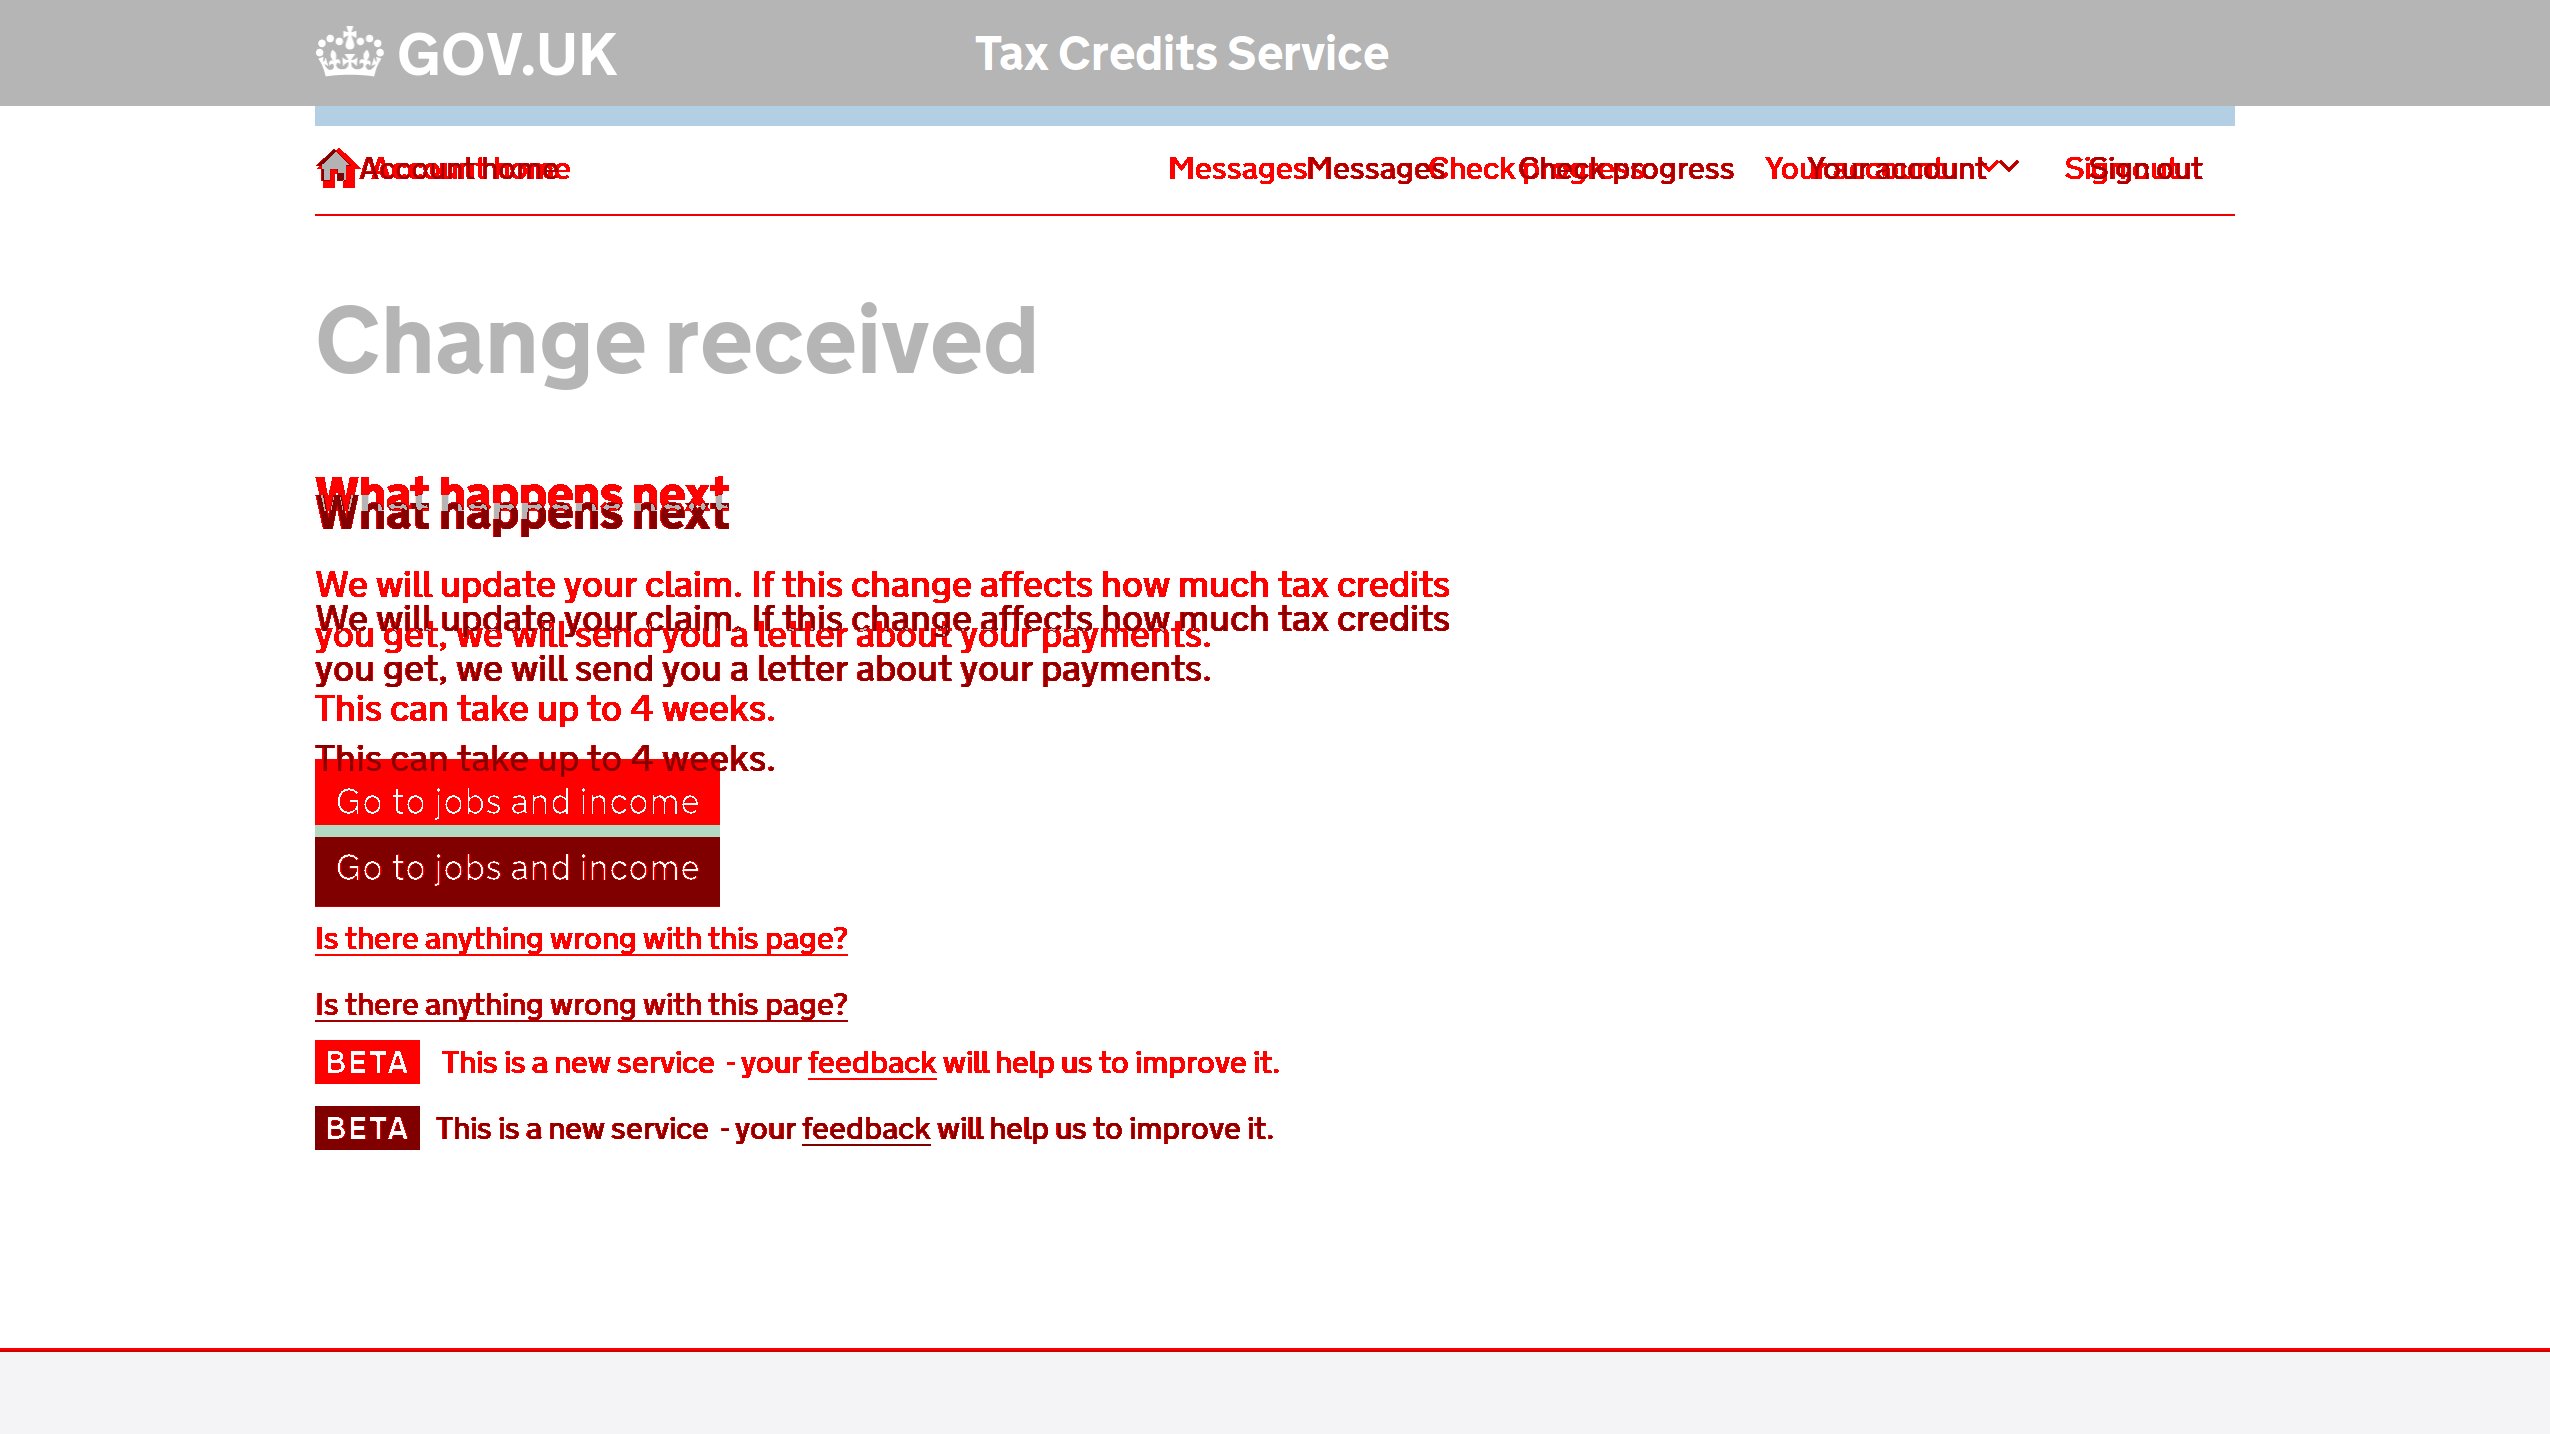 GOV.UK
Tax Credits Service
Account home Account home
Messages Messages Check progress Check progress Your account Your account Sign out Sign out
Change received
What happens next
What happens next
We will update your claim. If this change affects how much tax credits
We will update your claim. If this change affects how much tax credits
you get, we will send you a letter about your payments.
you get, we will send you a letter about your payments.
This can take up to 4 weeks.
This can take up to 4 weeks.
Go to jobs and income
Go to jobs and income
Is there anything wrong with this page?
Is there anything wrong with this page?
BETA This is a new service - your feedback will help us to improve it.
BETA This is a new service - your feedback will help us to improve it.